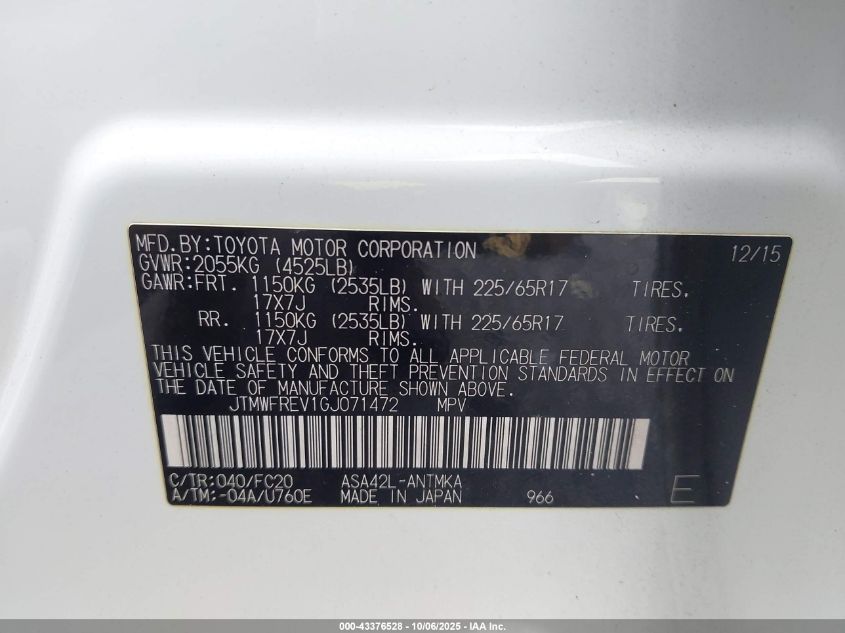 MFD.BY:TOYOTA MOTOR CORPORATION 12/15
GVWR:2055KG (4525LB)
GAWR:FRT. 1150KG (2535LB) WITH 225/65R17 TIRES.
17X7J RIMS.
RR. 1150KG (2535LB) WITH 225/65R17 TIRES.
17X7J RIMS.
THIS VEHICLE CONFORMS TO ALL APPLICABLE FEDERAL MOTOR
VEHICLE SAFETY AND THEFT PREVENTION STANDARDS IN EFFECT ON
THE DATE OF MANUFACTURE SHOWN ABOVE.
JTMWFREV1GJ071472 MPV
C/TR:040/FC20 ASA42L-ANTMKA
A/TM:-04A/U760E MADE IN JAPAN 966 E
000-43376528 - 10/06/2025 - IAA Inc.